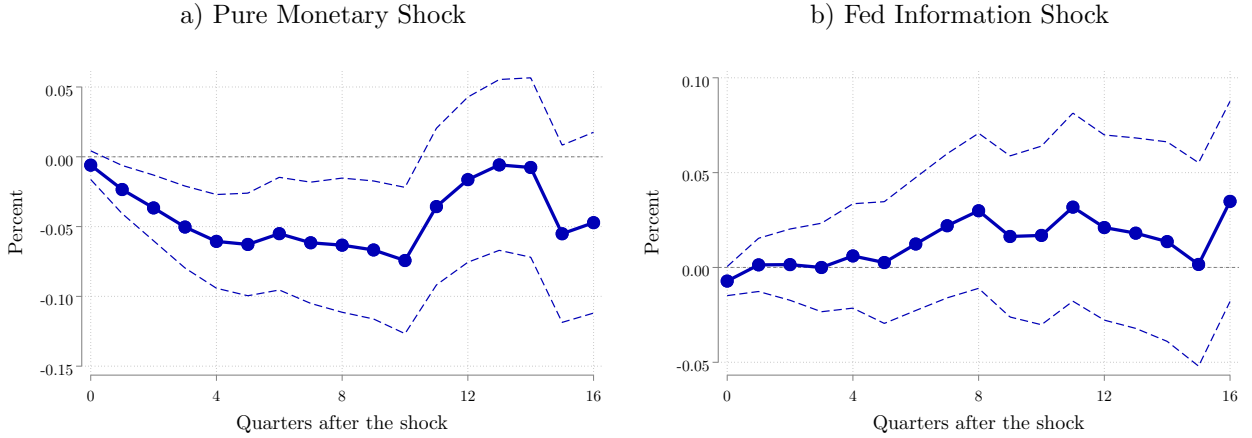 a) Pure Monetary Shock
0.05
0.00
-0.05
-0.10
-0.15
Percent
0 4 8 12 16
Quarters after the shock
b) Fed Information Shock
0.10
0.05
0.00
-0.05
Percent
0 4 8 12 16
Quarters after the shock